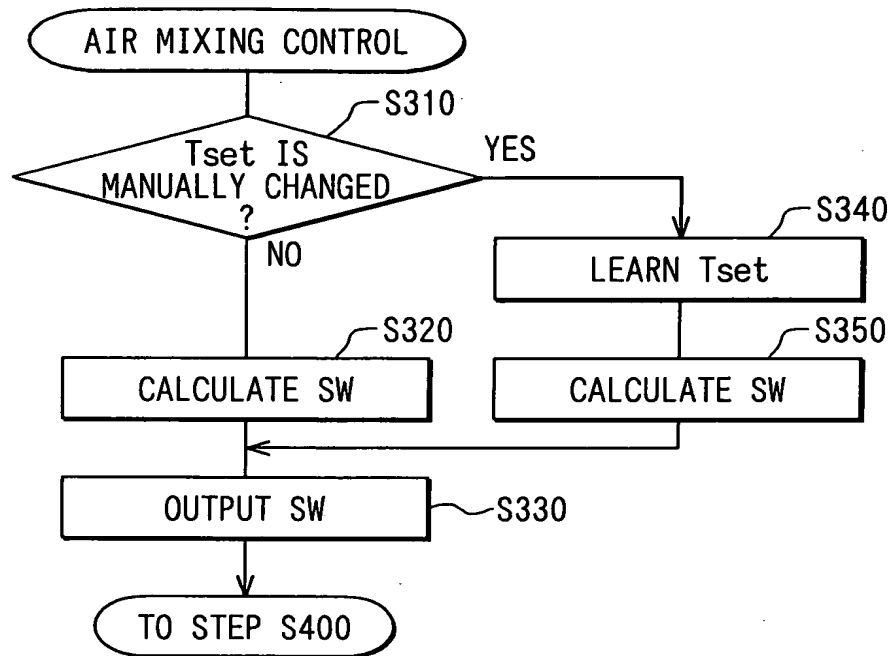 AIR MIXING CONTROL
S310
Tset IS
MANUALLY CHANGED
?
YES
NO
S340
LEARN Tset
S320
CALCULATE SW
S350
CALCULATE SW
OUTPUT SW
S330
TO STEP S400